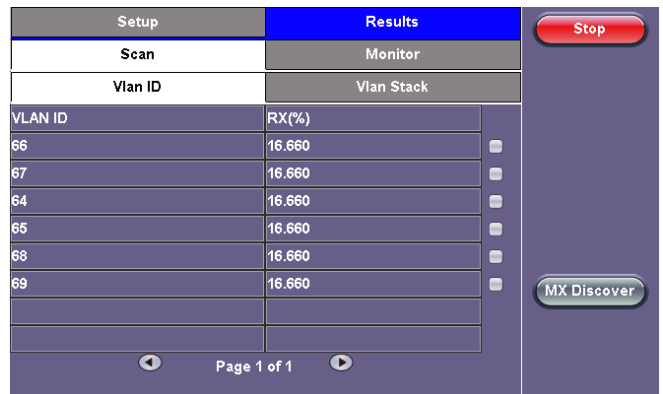 Setup Results
Stop
Scan Monitor
Vlan ID Vlan Stack
VLAN ID RX(%)
66 16.660
67 16.660
64 16.660
65 16.660
68 16.660
69 16.660
MX Discover
Page 1 of 1